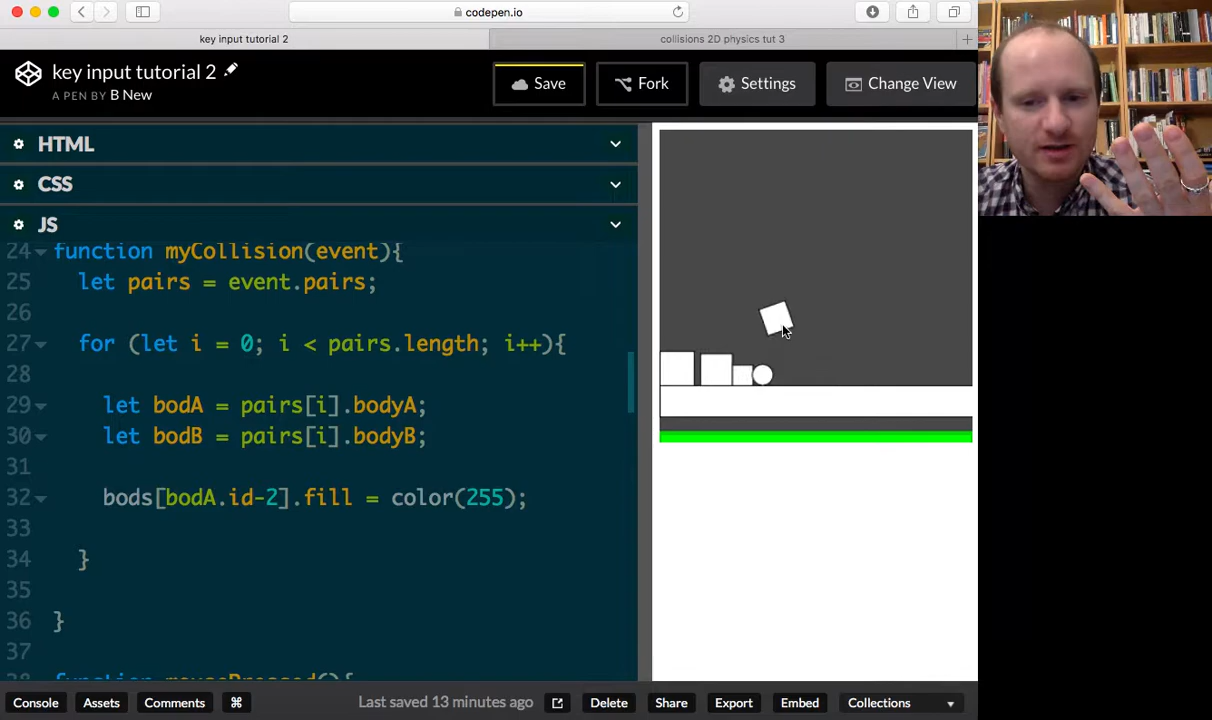 codepen.io
key input tutorial 2
collisions 2D physics tut 3
key input tutorial 2
A PEN BY B New
Save
Fork
Settings
Change View
HTML
CSS
JS
24 function myCollision(event){
25 let pairs = event.pairs;
26
27 for (let i = 0; i < pairs.length; i++){
28
29 let bodA = pairs[i].bodyA;
30 let bodB = pairs[i].bodyB;
31
32 bods[bodA.id-2].fill = color(255);
33
34 }
35
36 }
37
Console
Assets
Comments
⌘
Last saved 13 minutes ago
Delete
Share
Export
Embed
Collections